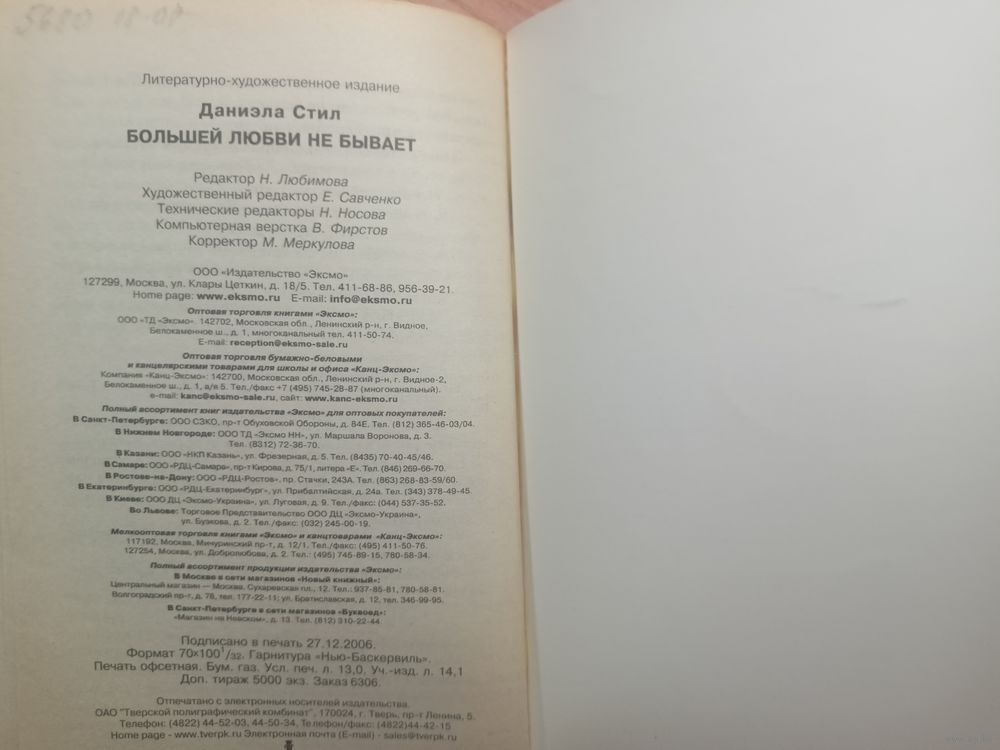 5680 18-07
Литературно-художественное издание
Даниэла Стил
БОЛЬШЕЙ ЛЮБВИ НЕ БЫВАЕТ
Редактор Н. Любимова
Художественный редактор Е. Савченко
Технические редакторы Н. Носова
Компьютерная верстка В. Фирстов
Корректор М. Меркулова
ООО «Издательство «Эксмо»
127299, Москва, ул. Клары Цеткин, д. 18/5. Тел. 411-68-86, 956-39-21.
Home page: www.eksmo.ru E-mail: info@eksmo.ru
Оптовая торговля книгами «Эксмо»:
ООО «ТД «Эксмо». 142702, Московская обл., Ленинский р-н, г. Видное,
Белокаменное ш., д. 1, многоканальный тел. 411-50-74.
E-mail: reception@eksmo-sale.ru
Оптовая торговля бумажно-беловыми
и канцелярскими товарами для школы и офиса «Канц-Эксмо»:
Компания «Канц-Эксмо»: 142700, Московская обл., Ленинский р-н, г. Видное-2,
Белокаменное ш., д. 1, а/я 5. Тел./факс +7 (495) 745-28-87 (многоканальный).
e-mail: kanc@eksmo-sale.ru, сайт: www.kanc-eksmo.ru
Полный ассортимент книг издательства «Эксмо» для оптовых покупателей:
В Санкт-Петербурге: ООО СЗКО, пр-т Обуховской Обороны, д. 84Е. Тел. (812) 365-46-03/04.
В Нижнем Новгороде: ООО ТД «Эксмо НН», ул. Маршала Воронова, д. 3.
Тел. (8312) 72-36-70.
В Казани: ООО «НКП Казань», ул. Фрезерная, д. 5. Тел. (8435) 70-40-45/46.
В Самаре: ООО «РДЦ-Самара», пр-т Кирова, д. 75/1, литера «Е». Тел. (846) 269-66-70.
В Ростове-на-Дону: ООО «РДЦ-Ростов», пр. Стачки, 243А. Тел. (863) 268-83-59/60.
В Екатеринбурге: ООО «РДЦ-Екатеринбург», ул. Прибалтийская, д. 24а. Тел. (343) 378-49-45.
В Киеве: ООО ДЦ «Эксмо-Украина», ул. Луговая, д. 9. Тел./факс: (044) 537-35-52.
Во Львове: Торговое Представительство ООО ДЦ «Эксмо-Украина»,
ул. Бузкова, д. 2. Тел./факс: (032) 245-00-19.
Мелкооптовая торговля книгами «Эксмо» и канцтоварами «Канц-Эксмо»:
117192, Москва, Мичуринский пр-т, д. 12/1. Тел./факс: (495) 411-50-76.
127254, Москва, ул. Добролюбова, д. 2. Тел.: (495) 745-89-15, 780-58-34.
Полный ассортимент продукции издательства «Эксмо»:
В Москве в сети магазинов «Новый книжный»:
Центральный магазин — Москва, Сухаревская пл., 12. Тел.: 937-85-81, 780-58-81.
Волгоградский пр-т, д. 78, тел. 177-22-11; ул. Братиславская, д. 12, тел. 346-99-95.
В Санкт-Петербурге в сети магазинов «Буквоед»:
«Магазин на Невском», д. 13. Тел. (812) 310-22-44.
Подписано в печать 27.12.2006.
Формат 70×100¹/₃₂. Гарнитура «Нью-Баскервиль».
Печать офсетная. Бум. газ. Усл. печ. л. 13,0. Уч.-изд. л. 14,1
Доп. тираж 5000 экз. Заказ 6306.
Отпечатано с электронных носителей издательства.
ОАО "Тверской полиграфический комбинат". 170024, г. Тверь, пр-т Ленина, 5.
Телефон: (4822) 44-52-03, 44-50-34, Телефон/факс: (4822)44-42-15
Home page - www.tverpk.ru Электронная почта (E-mail) - sales@tverpk.ru